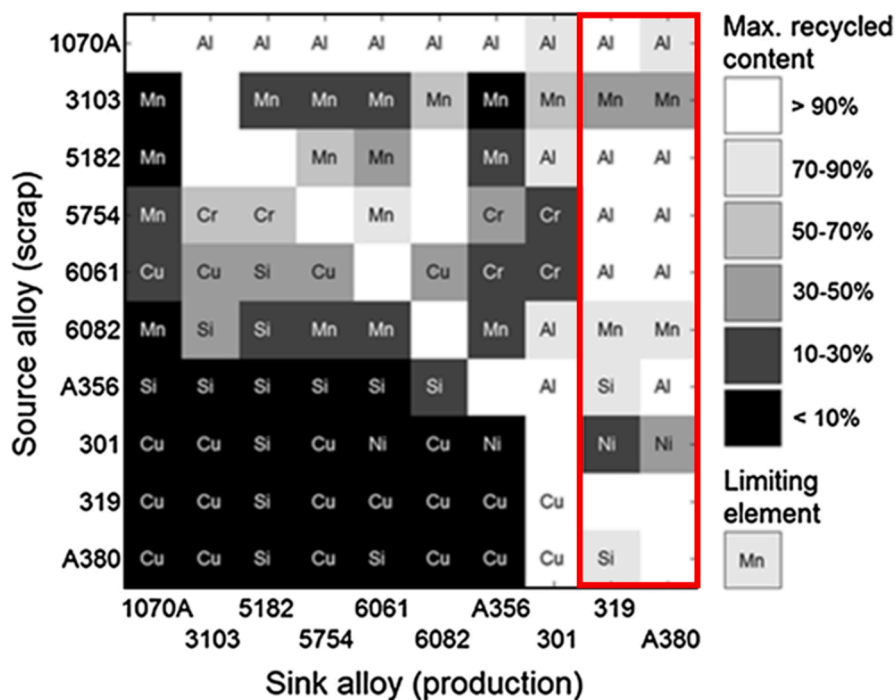 Max. recycled
content
> 90%
70-90%
50-70%
30-50%
10-30%
< 10%
Limiting
element
Mn
Source alloy (scrap)
1070A Al Al Al Al Al Al Al Al Al
3103 Mn Mn Mn Mn Mn Mn Mn Mn Mn
5182 Mn Mn Mn Mn Al Al Al
5754 Mn Cr Cr Mn Cr Cr Al Al
6061 Cu Cu Si Cu Cu Cr Cr Al Al
6082 Mn Si Si Mn Mn Mn Al Mn Mn
A356 Si Si Si Si Si Si Al Si Al
301 Cu Cu Si Cu Ni Cu Ni Ni Ni
319 Cu Cu Si Cu Cu Cu Cu Cu
A380 Cu Cu Si Cu Si Cu Cu Cu Si
1070A 5182 6061 A356 319
3103 5754 6082 301 A380
Sink alloy (production)